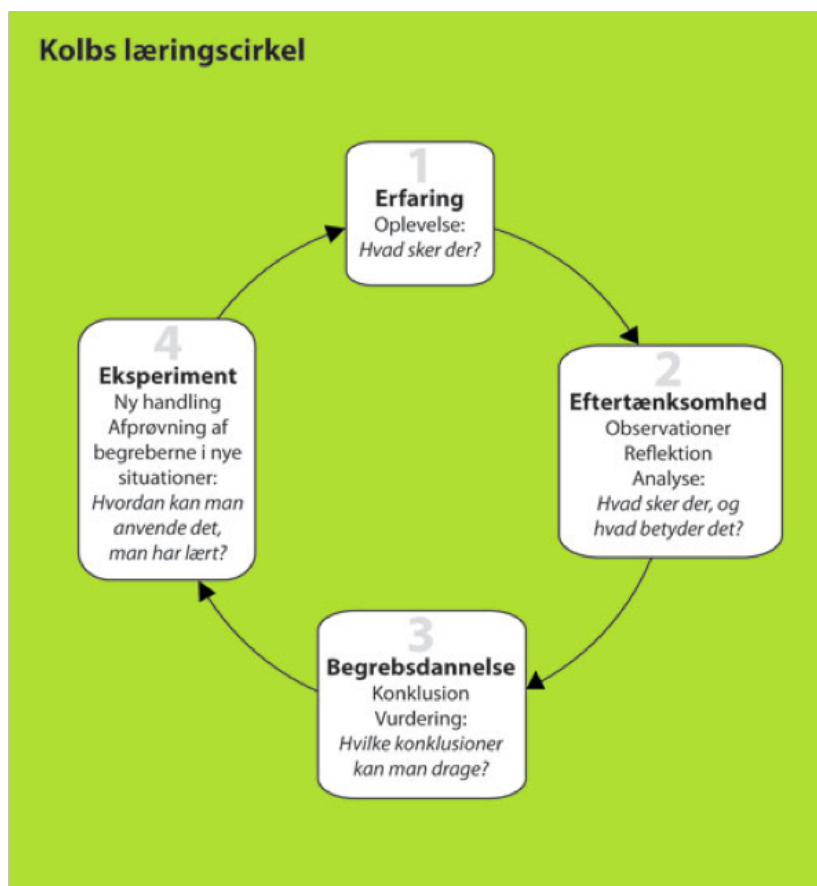 Kolbs læringscirkel
1
Erfaring
Oplevelse:
Hvad sker der?
2
Eftertænksomhed
Observationer
Reflektion
Analyse:
Hvad sker der, og
hvad betyder det?
3
Begrebsdannelse
Konklusion
Vurdering:
Hvilke konklusioner
kan man drage?
4
Eksperiment
Ny handling
Afprøvning af
begreberne i nye
situationer:
Hvordan kan man
anvende det,
man har lært?